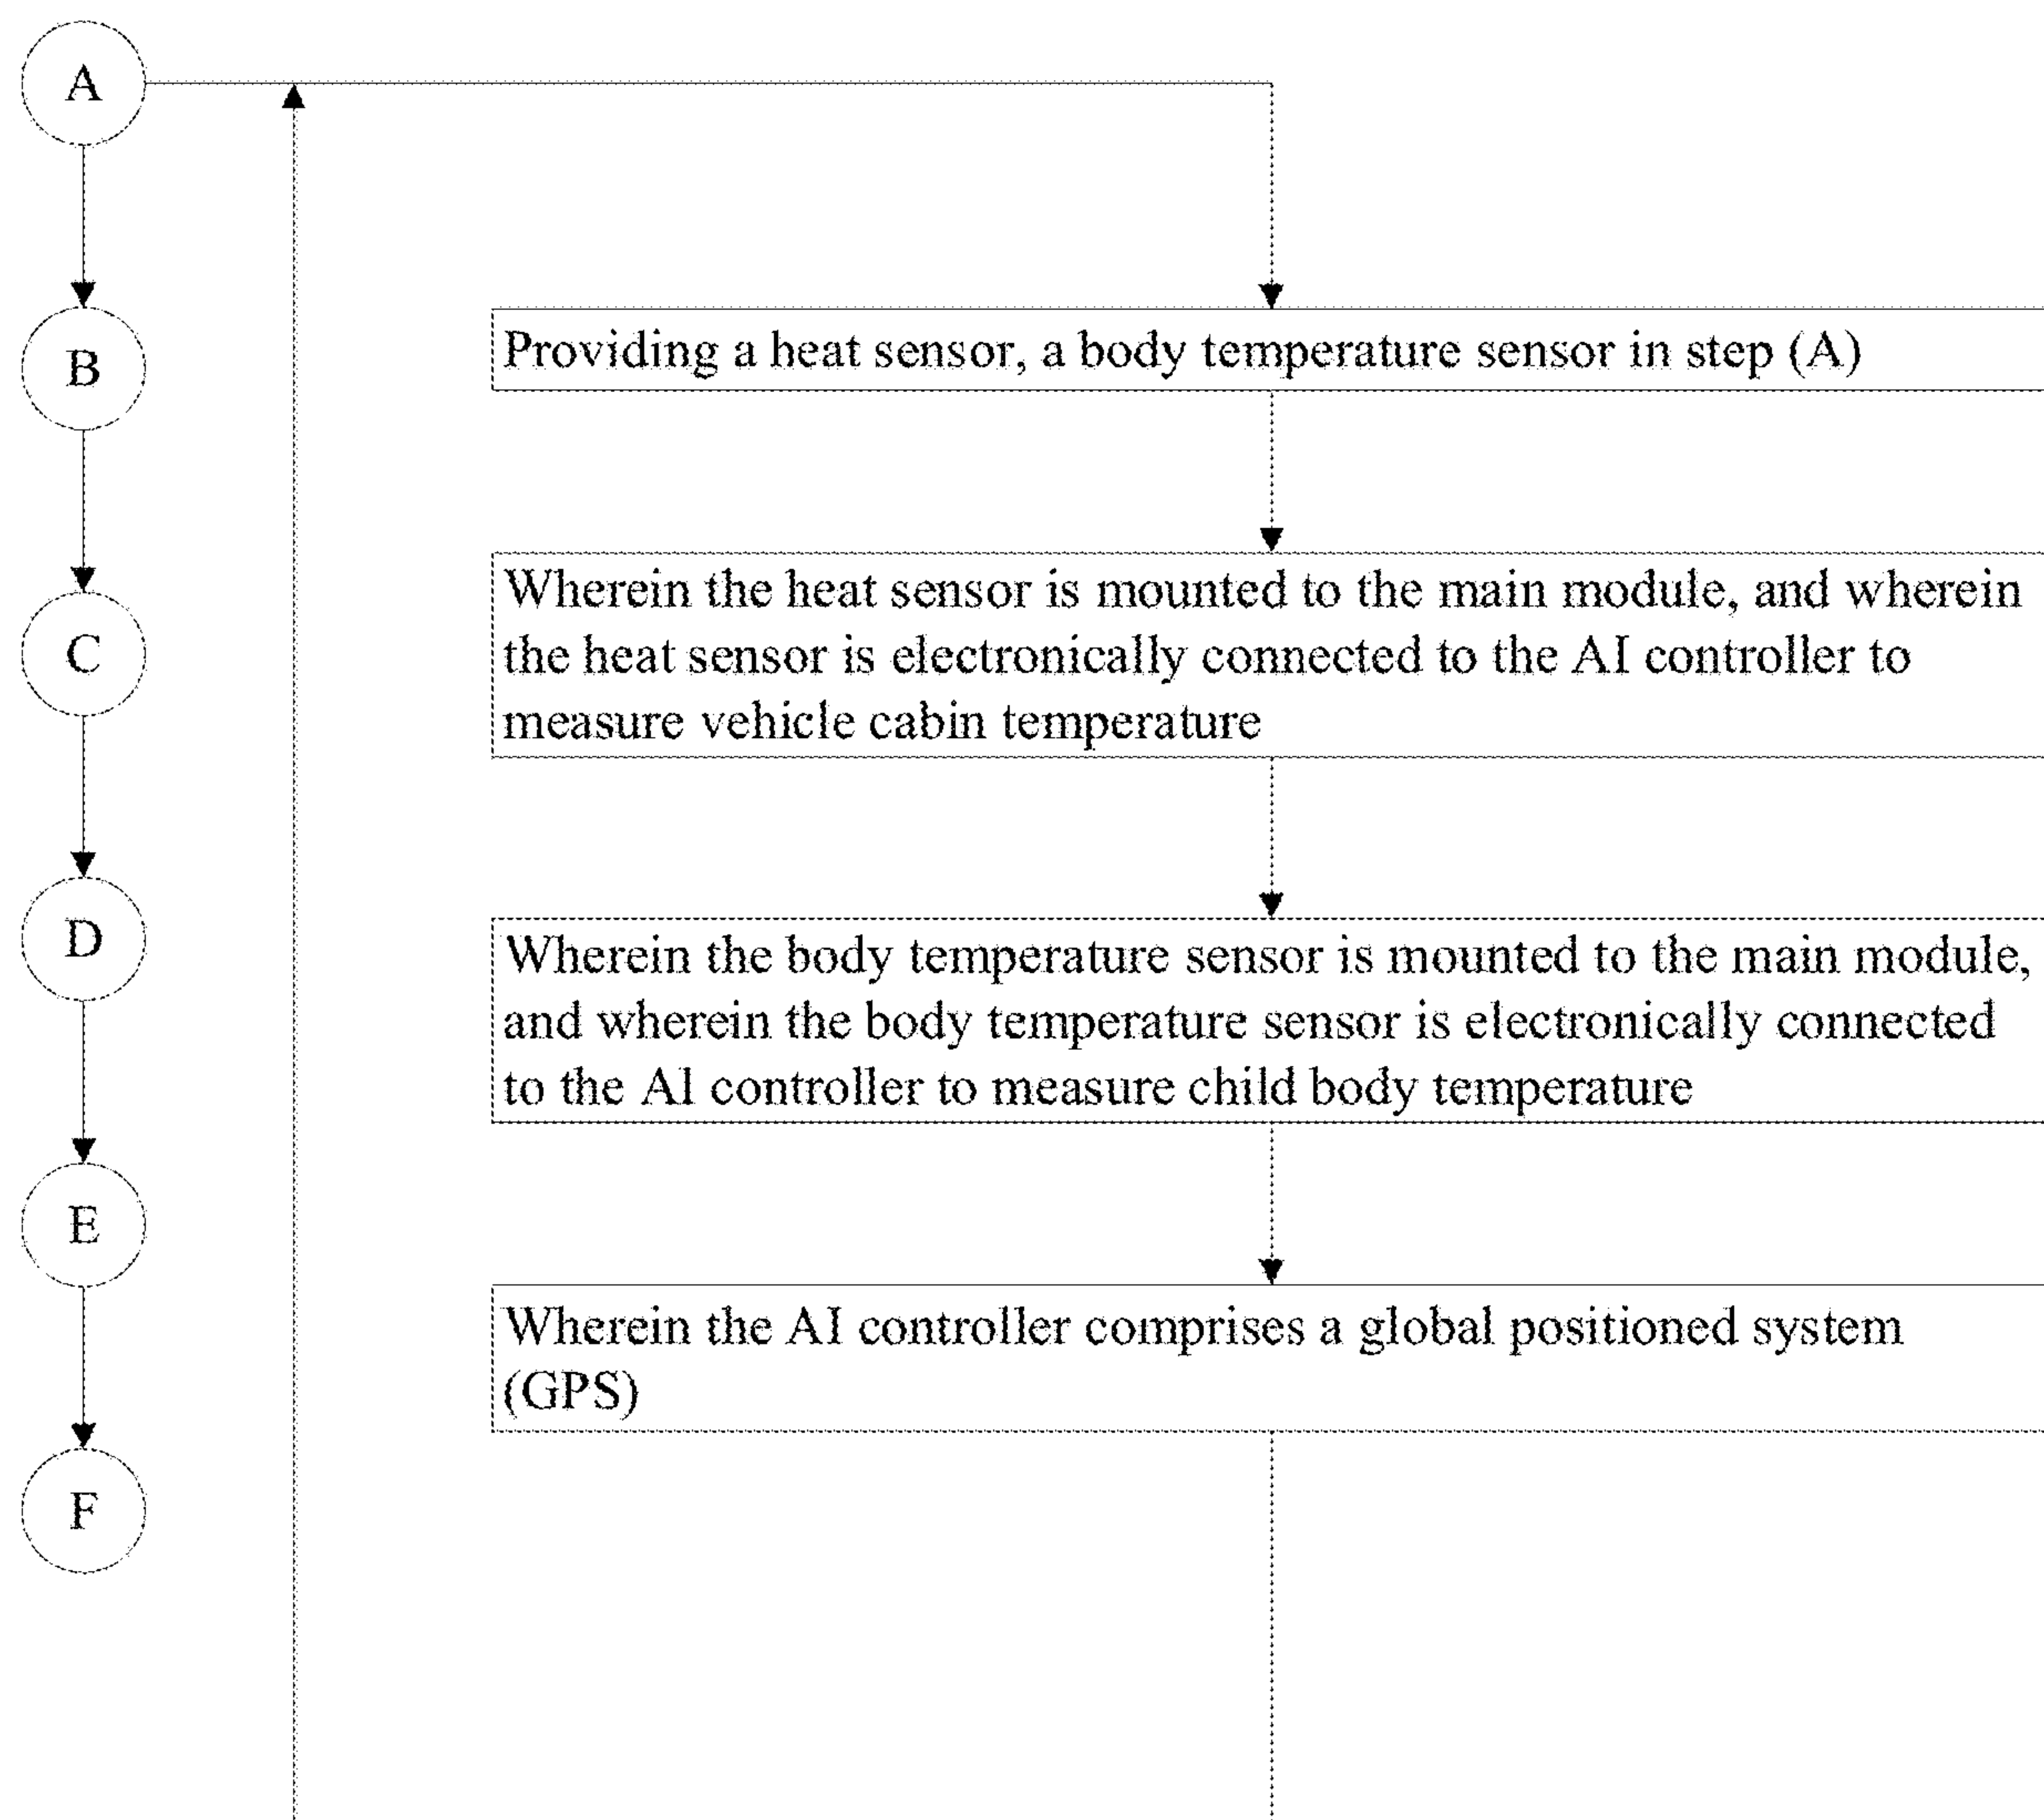 A
B
C
D
E
F
Providing a heat sensor, a body temperature sensor in step (A)
Wherein the heat sensor is mounted to the main module, and wherein
the heat sensor is electronically connected to the AI controller to
measure vehicle cabin temperature
Wherein the body temperature sensor is mounted to the main module,
and wherein the body temperature sensor is electronically connected
to the AI controller to measure child body temperature
Wherein the AI controller comprises a global positioned system
(GPS)